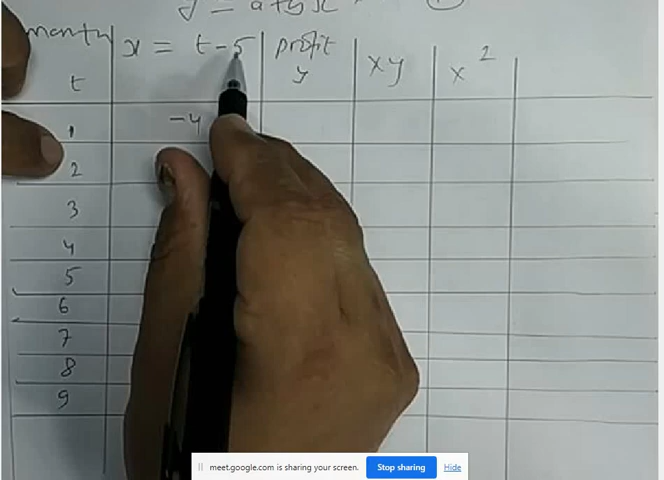 y = a + bx
month x = t - 5 profit xy x²
t y
1 -4
2
3
4
5
6
7
8
9
meet.google.com is sharing your screen. Stop sharing Hide